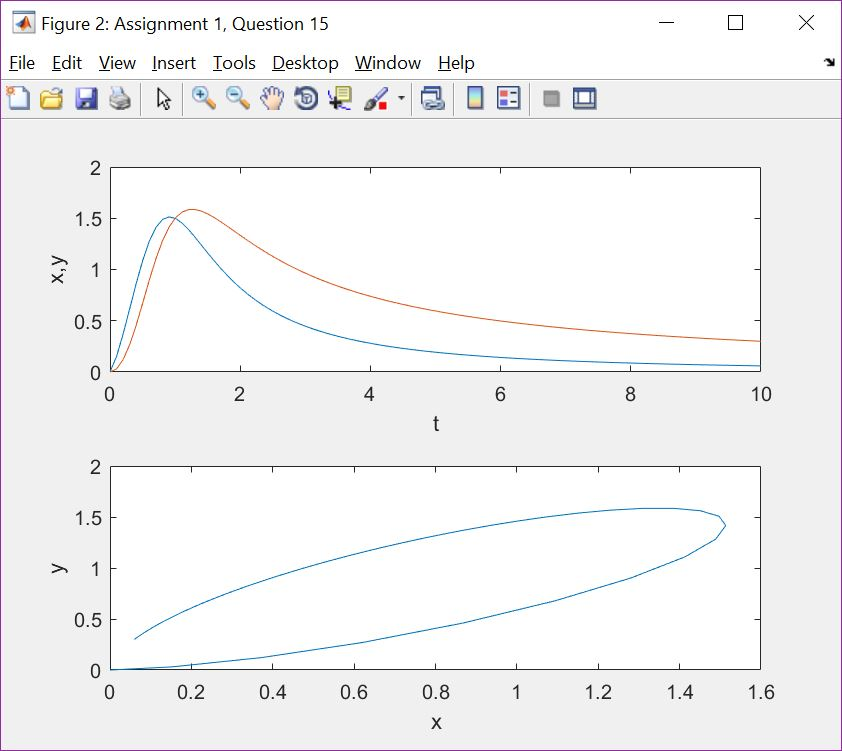 Figure 2: Assignment 1, Question 15
File Edit View Insert Tools Desktop Window Help
2
1.5
1
0.5
0
x,y
0 2 4 6 8 10
t
2
1.5
1
0.5
0
y
0 0.2 0.4 0.6 0.8 1 1.2 1.4 1.6
x